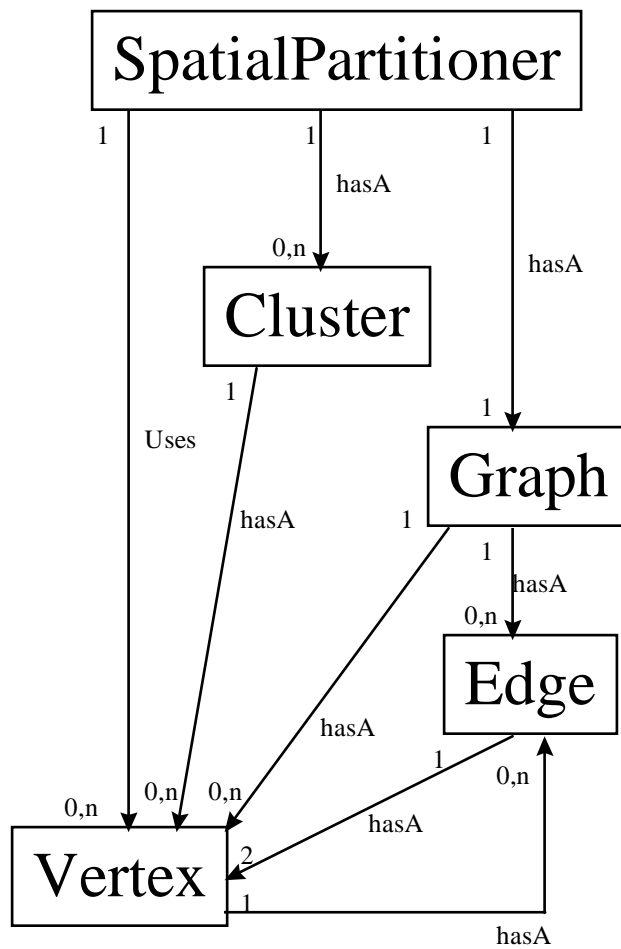 SpatialPartitioner
1
1
1
hasA
0,n
hasA
Cluster
1
1
Uses
Graph
hasA
1
1
hasA
0,n
Edge
hasA
1
0,n
0,n
0,n
0,n
hasA
Vertex
2
1
hasA